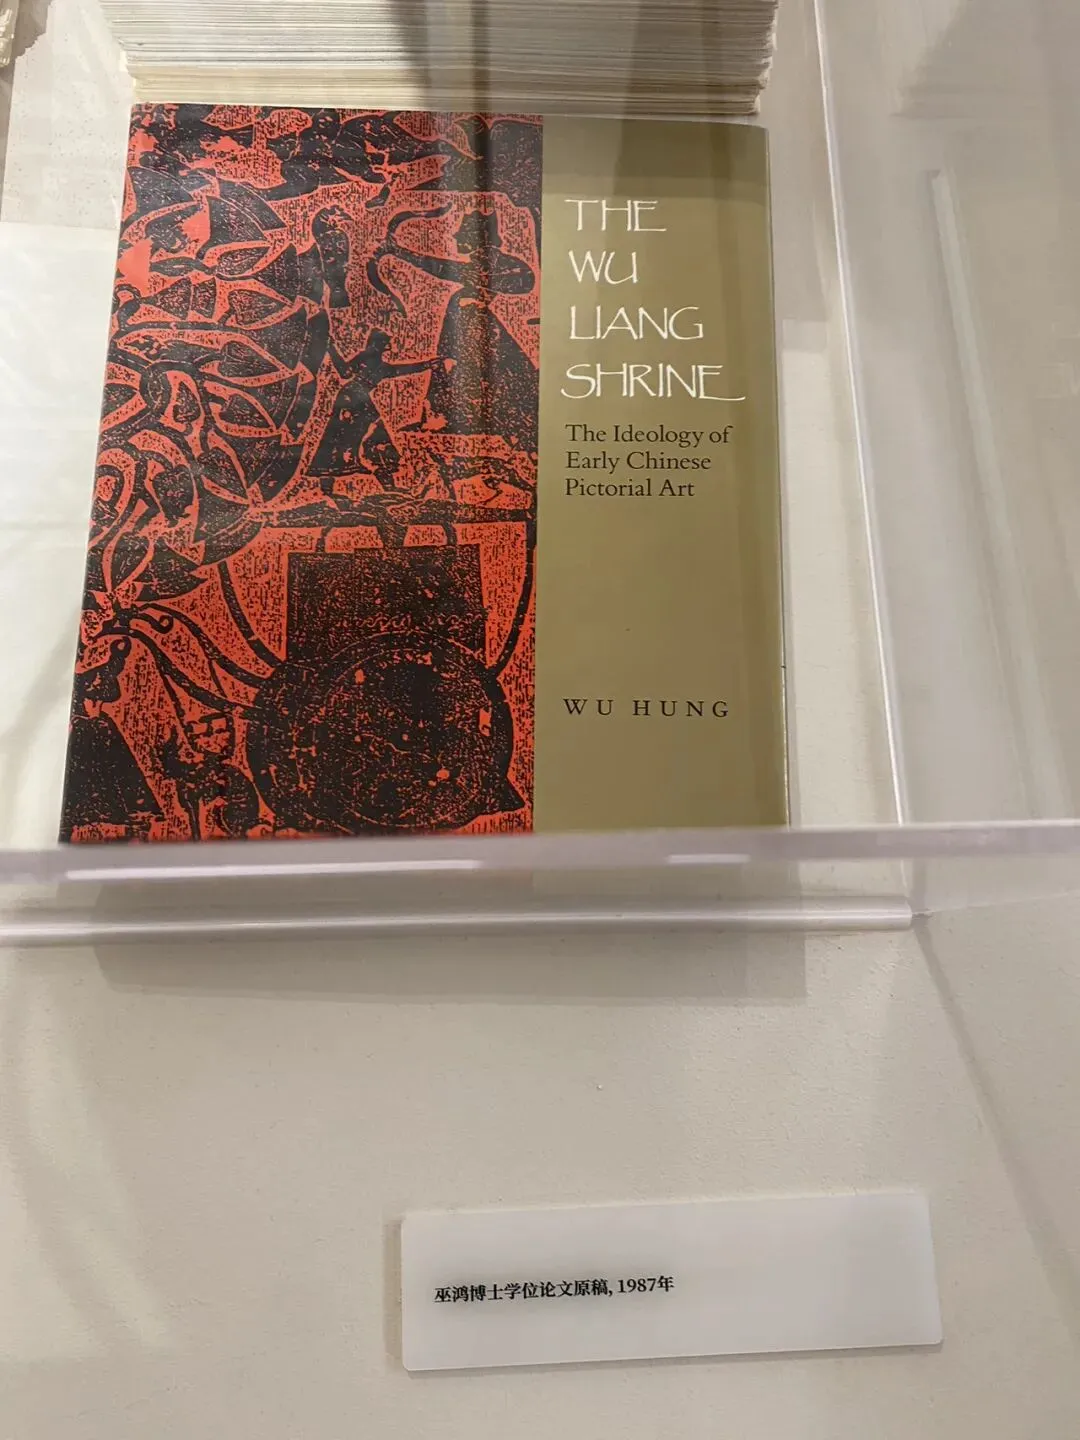 THE
WU
LIANG
SHRINE
The Ideology of
Early Chinese
Pictorial Art
WU HUNG
巫鸿博士学位论文原稿, 1987年